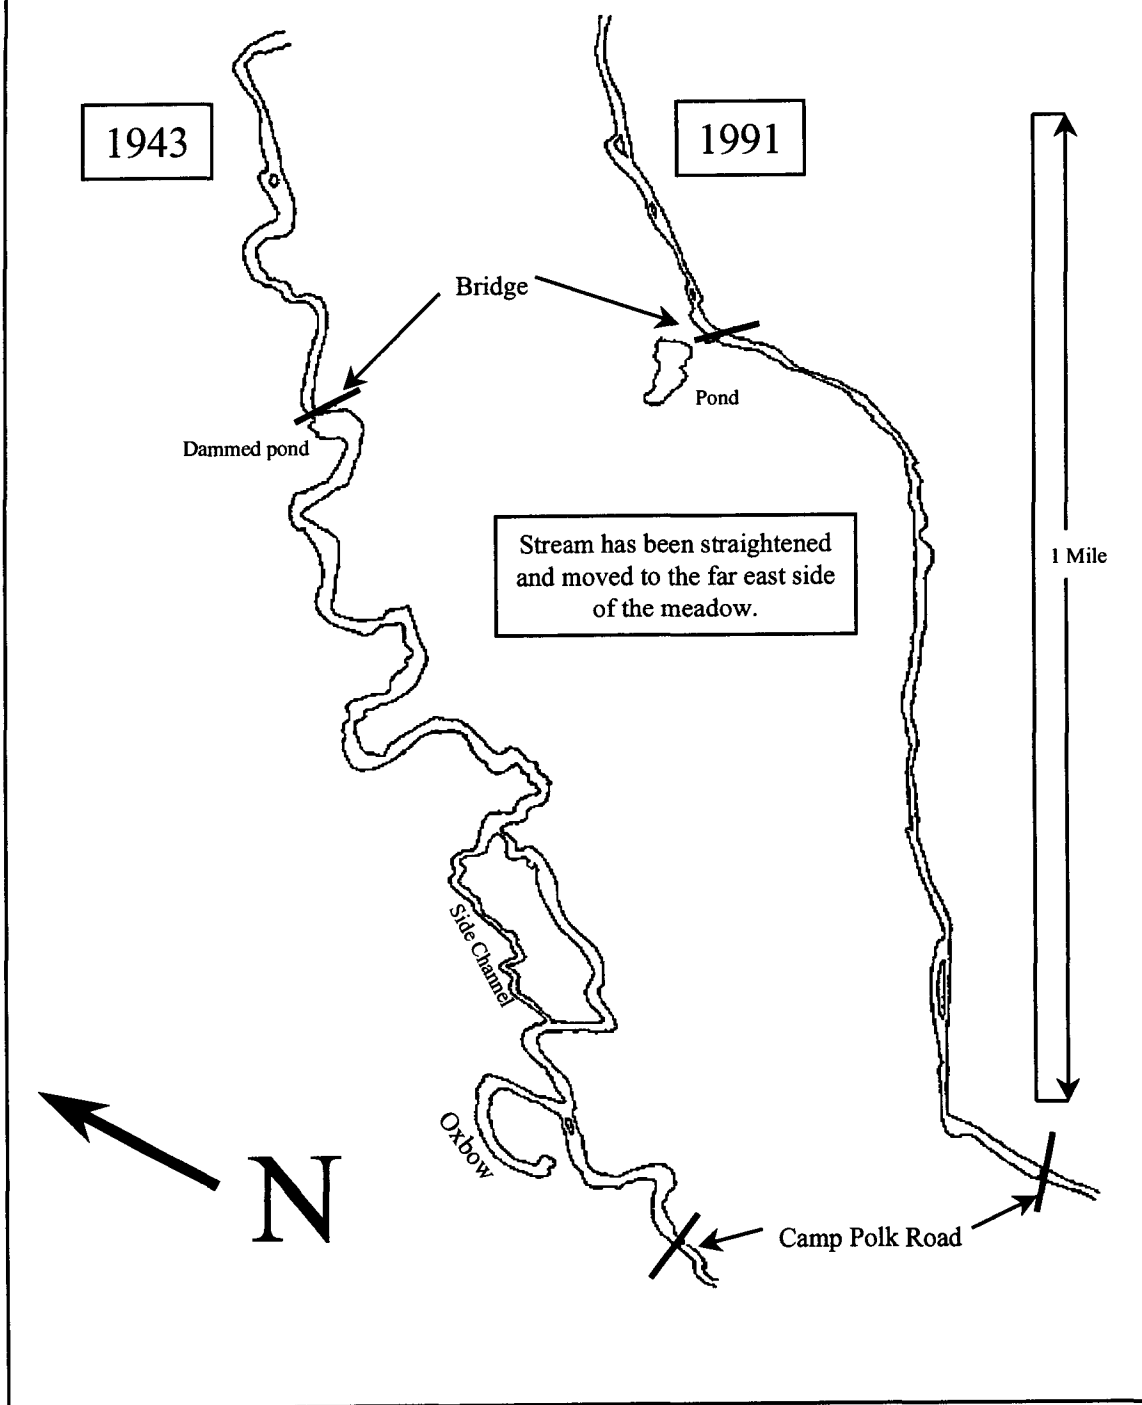 1943
1991
Bridge
Pond
Dammed pond
Stream has been straightened
and moved to the far east side
of the meadow.
1 Mile
Side Channel
Oxbow
N
Camp Polk Road